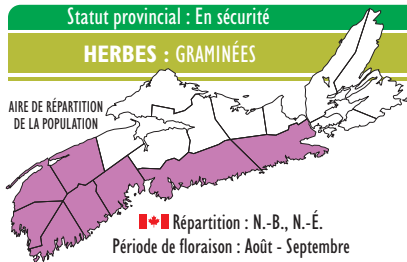 Statut provincial : En sécurité
HERBES : GRAMINÉES
AIRE DE RÉPARTITION
DE LA POPULATION
Répartition : N.-B., N.-É.
Période de floraison : Août - Septembre